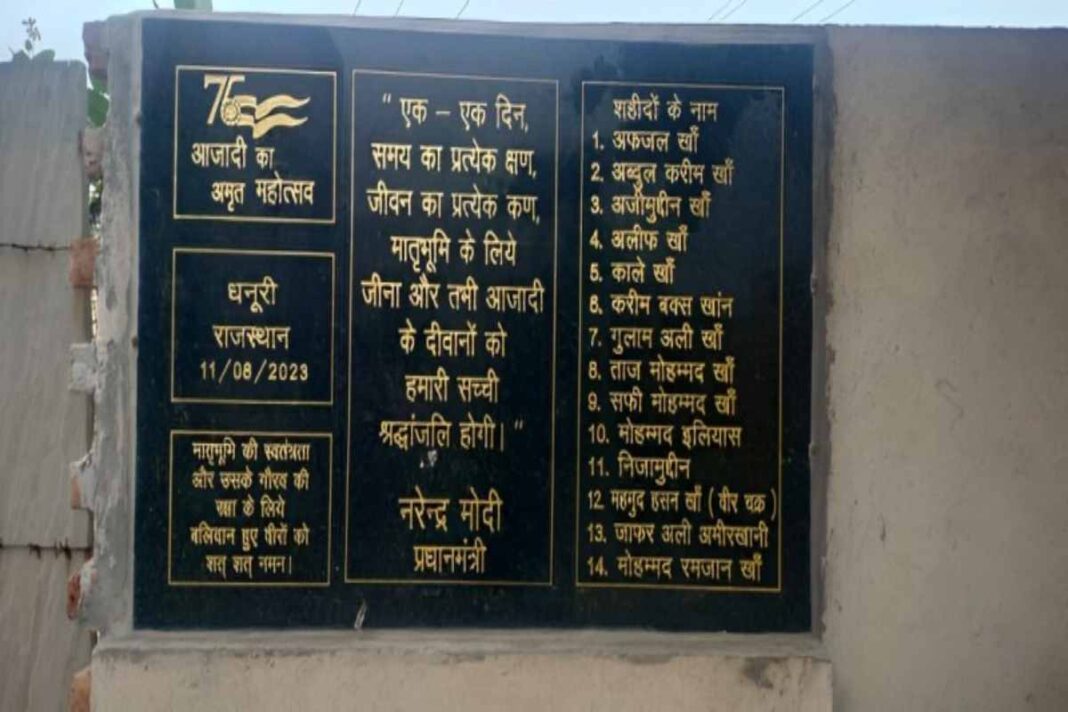 75
आजादी का
अमृत महोत्सव
धनूरी
राजस्थान
11/08/2023
मातृभूमि की स्वतंत्रता
और उसके गौरव की
रक्षा के लिये
बलिदान हुए वीरों को
शत् शत् नमन।
" एक – एक दिन,
समय का प्रत्येक क्षण,
जीवन का प्रत्येक कण,
मातृभूमि के लिये
जीना और तभी आजादी
के दीवानों को
हमारी सच्ची
श्रद्धांजलि होगी। "
नरेन्द्र मोदी
प्रधानमंत्री
शहीदों के नाम
1. अफजल खाँ
2. अब्दुल करीम खाँ
3. अजीमुद्दीन खाँ
4. अलीफ खाँ
5. काले खाँ
6. करीम बक्स खांन
7. गुलाम अली खाँ
8. ताज मोहम्मद खाँ
9. सफी मोहम्मद खाँ
10. मोहम्मद इलियास
11. निजामुद्दीन
12 महमुद हसन खाँ ( वीर चक्र )
13. जाफर अली अमीरखानी
14. मोहम्मद रमजान खाँ